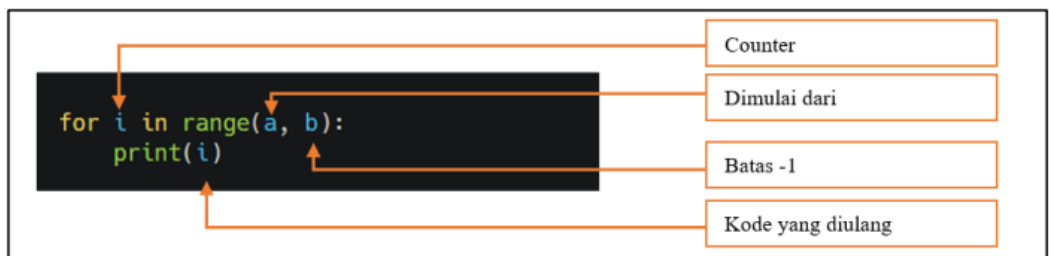 Counter
Dimulai dari
for i in range(a, b):
    print(i)
Batas -1
Kode yang diulang